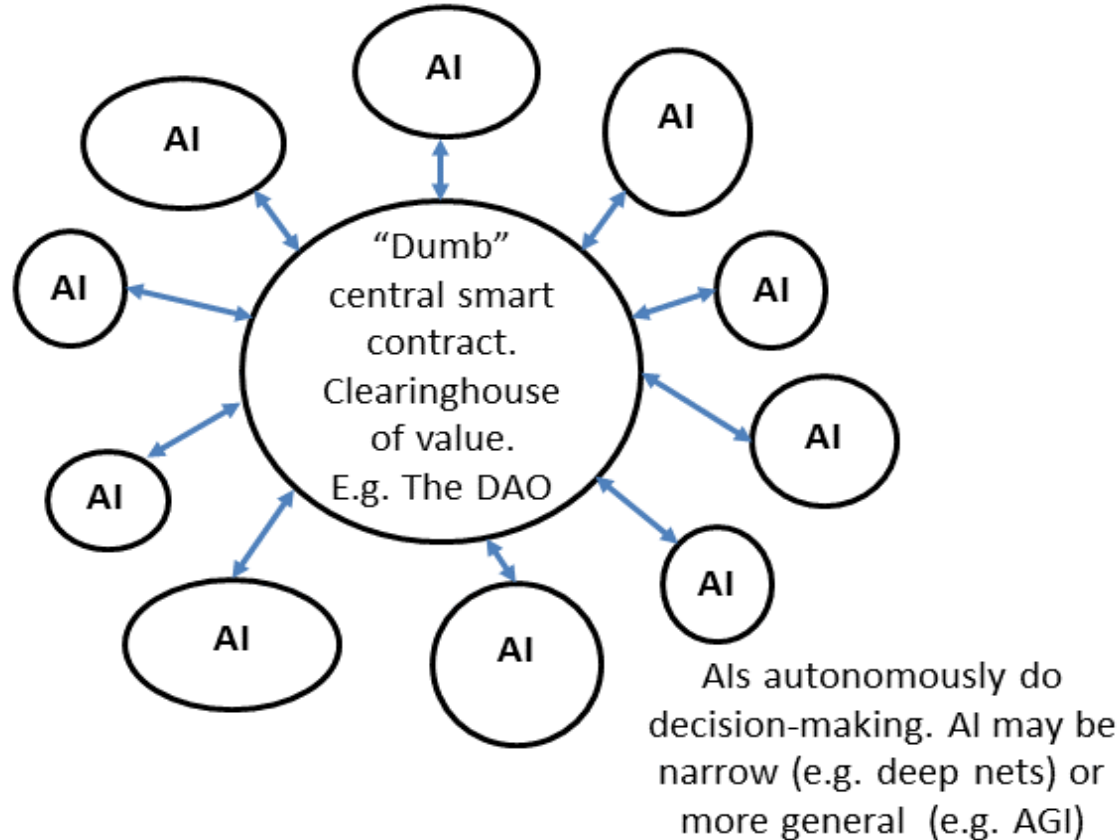 AI
AI
AI
AI
AI
AI
AI
AI
AI
AI
“Dumb”
central smart
contract.
Clearinghouse
of value.
E.g. The DAO
AIs autonomously do
decision-making. AI may be
narrow (e.g. deep nets) or
more general (e.g. AGI)